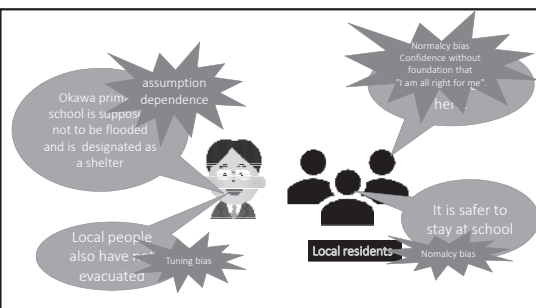 assumption
dependence
Okawa prim
school is suppos
not to be flooded
and is designated as
a shelter
Local people
also have not
evacuated
Tuning bias
Normalcy bias
Confidence without
foundation that
"I am all right for me".
It is safer to
stay at school
Local residents
Nomalcy bias